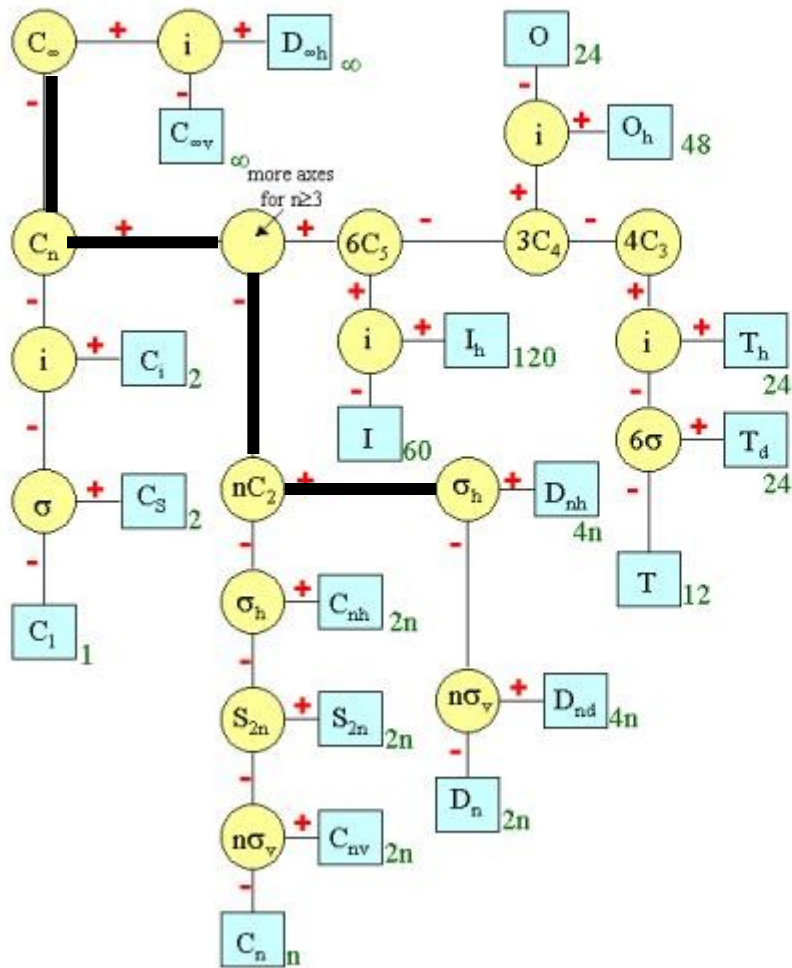 C∞ + i + D∞h ∞
O 24
-
-
-
C∞v ∞
i + Oh 48
more axes
for n≥3
+
Cn + + 6C5 - 3C4 - 4C3
-
-
+
+
i + Ci 2
i + Ih 120
i + Th 24
-
-
-
I 60
6σ + Td 24
nC2 + σh + Dnh 4n
σ + CS 2
-
-
-
-
T 12
C1 1
σh + Cnh 2n
-
S2n + S2n 2n
nσv + Dnd 4n
-
-
Dn 2n
nσv + Cnv 2n
-
Cn n